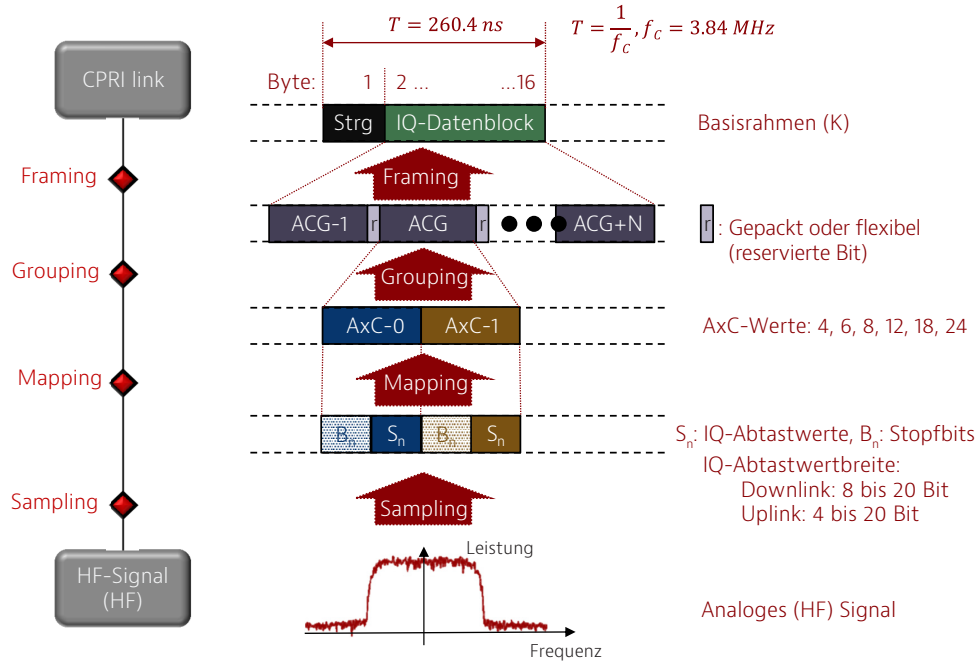 T = 260.4 ns
T = 1/f_C, f_C = 3.84 MHz
CPRI link
Byte: 1 2 ... ...16
Strg IQ-Datenblock
Basisrahmen (K)
Framing
Framing
ACG-1 r ACG r ACG+N
r : Gepackt oder flexibel
(reservierte Bit)
Grouping
Grouping
AxC-0 AxC-1
AxC-Werte: 4, 6, 8, 12, 18, 24
Mapping
Mapping
Bn Sn Bn Sn
Sn: IQ-Abtastwerte, Bn: Stopfbits
IQ-Abtastwertbreite:
Downlink: 8 bis 20 Bit
Uplink: 4 bis 20 Bit
Sampling
Sampling
Leistung
HF-Signal
(HF)
Analoges (HF) Signal
Frequenz